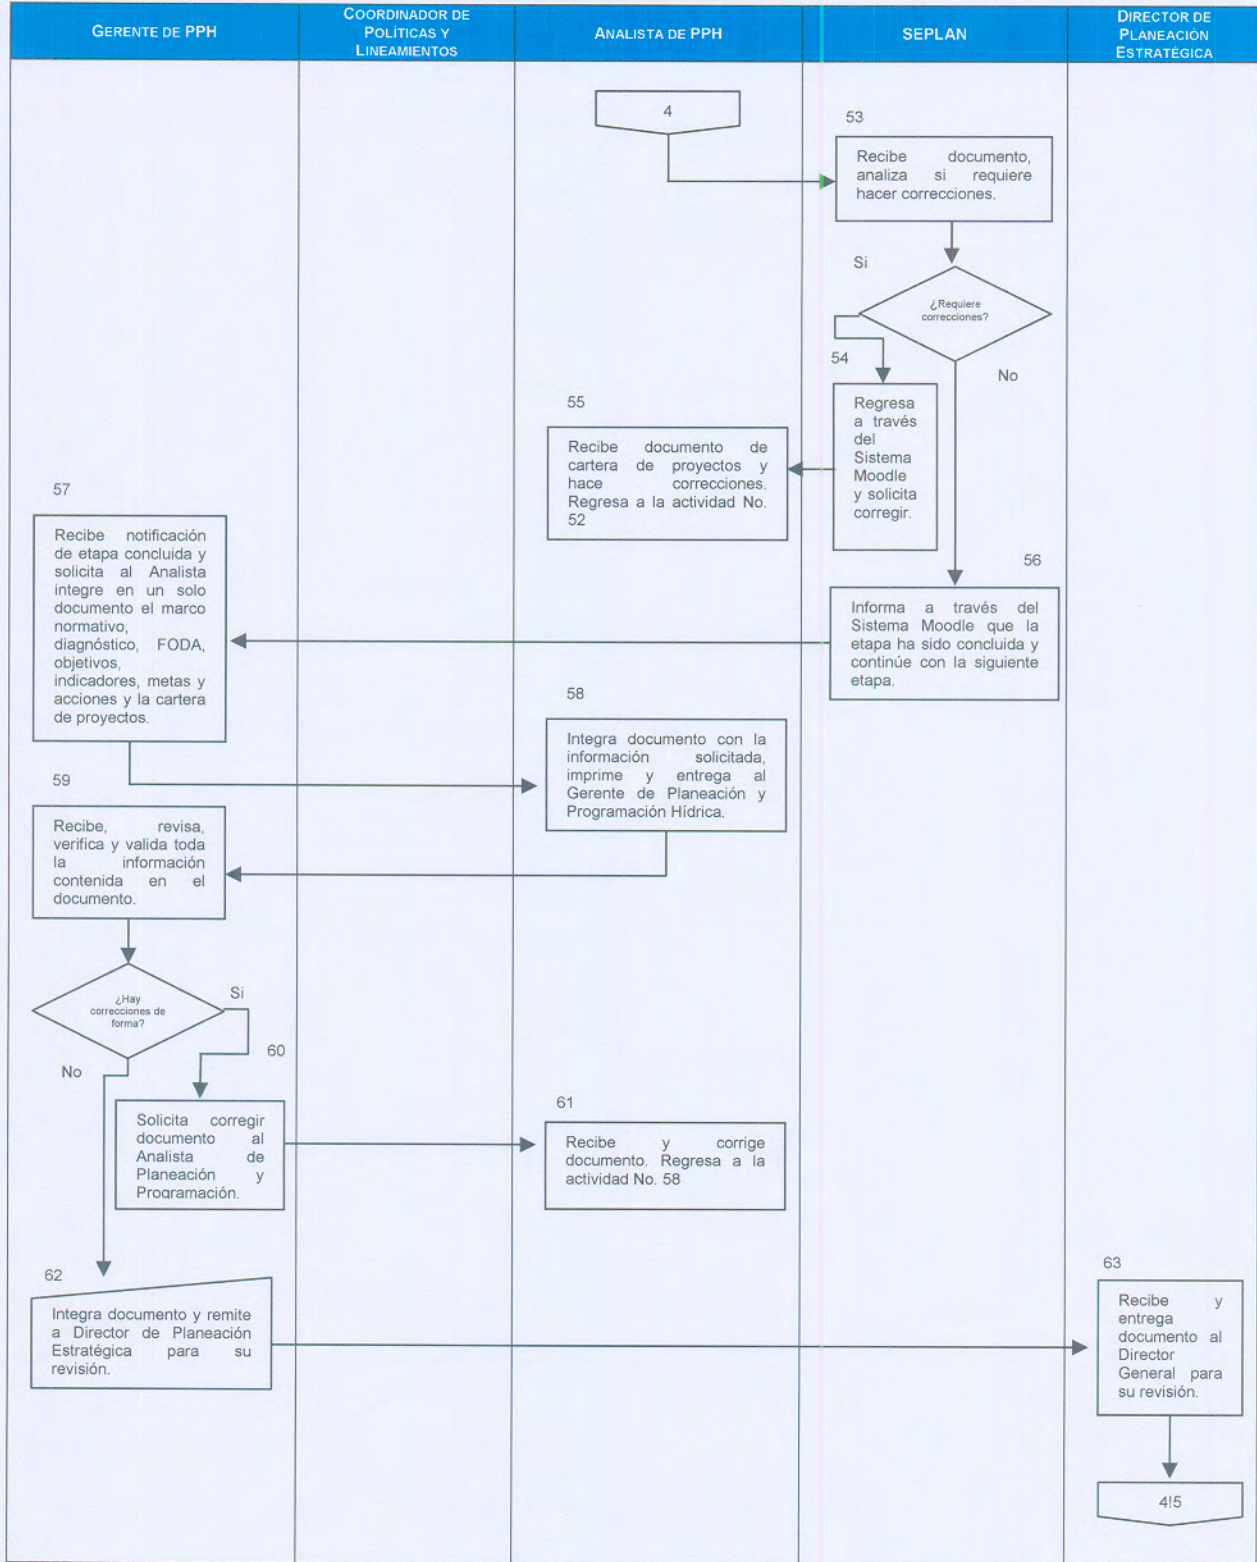 GERENTE DE PPH
COORDINADOR DE
POLÍTICAS Y
LINEAMIENTOS
ANALISTA DE PPH
SEPLAN
DIRECTOR DE
PLANEACIÓN
ESTRATÉGICA
4
53
Recibe documento,
analiza si requiere
hacer correcciones.
Si
¿Requiere
correcciones?
No
54
Regresa
a través
del
Sistema
Moodle
y solicita
corregir.
55
Recibe documento de
cartera de proyectos y
hace correcciones.
Regresa a la actividad No.
52
56
Informa a través del
Sistema Moodle que la
etapa ha sido concluida y
continúe con la siguiente
etapa.
57
Recibe notificación
de etapa concluida y
solicita al Analista
integre en un solo
documento el marco
normativo,
diagnóstico, FODA,
objetivos,
indicadores, metas y
acciones y la cartera
de proyectos.
58
Integra documento con la
información solicitada,
imprime y entrega al
Gerente de Planeación y
Programación Hídrica.
59
Recibe, revisa,
verifica y valida toda
la información
contenida en el
documento.
¿Hay
correcciones de
forma?
Si
No
60
Solicita corregir
documento al
Analista de
Planeación y
Programación.
61
Recibe y corrige
documento. Regresa a la
actividad No. 58
62
Integra documento y remite
a Director de Planeación
Estratégica para su
revisión.
63
Recibe y
entrega
documento al
Director
General para
su revisión.
4!5